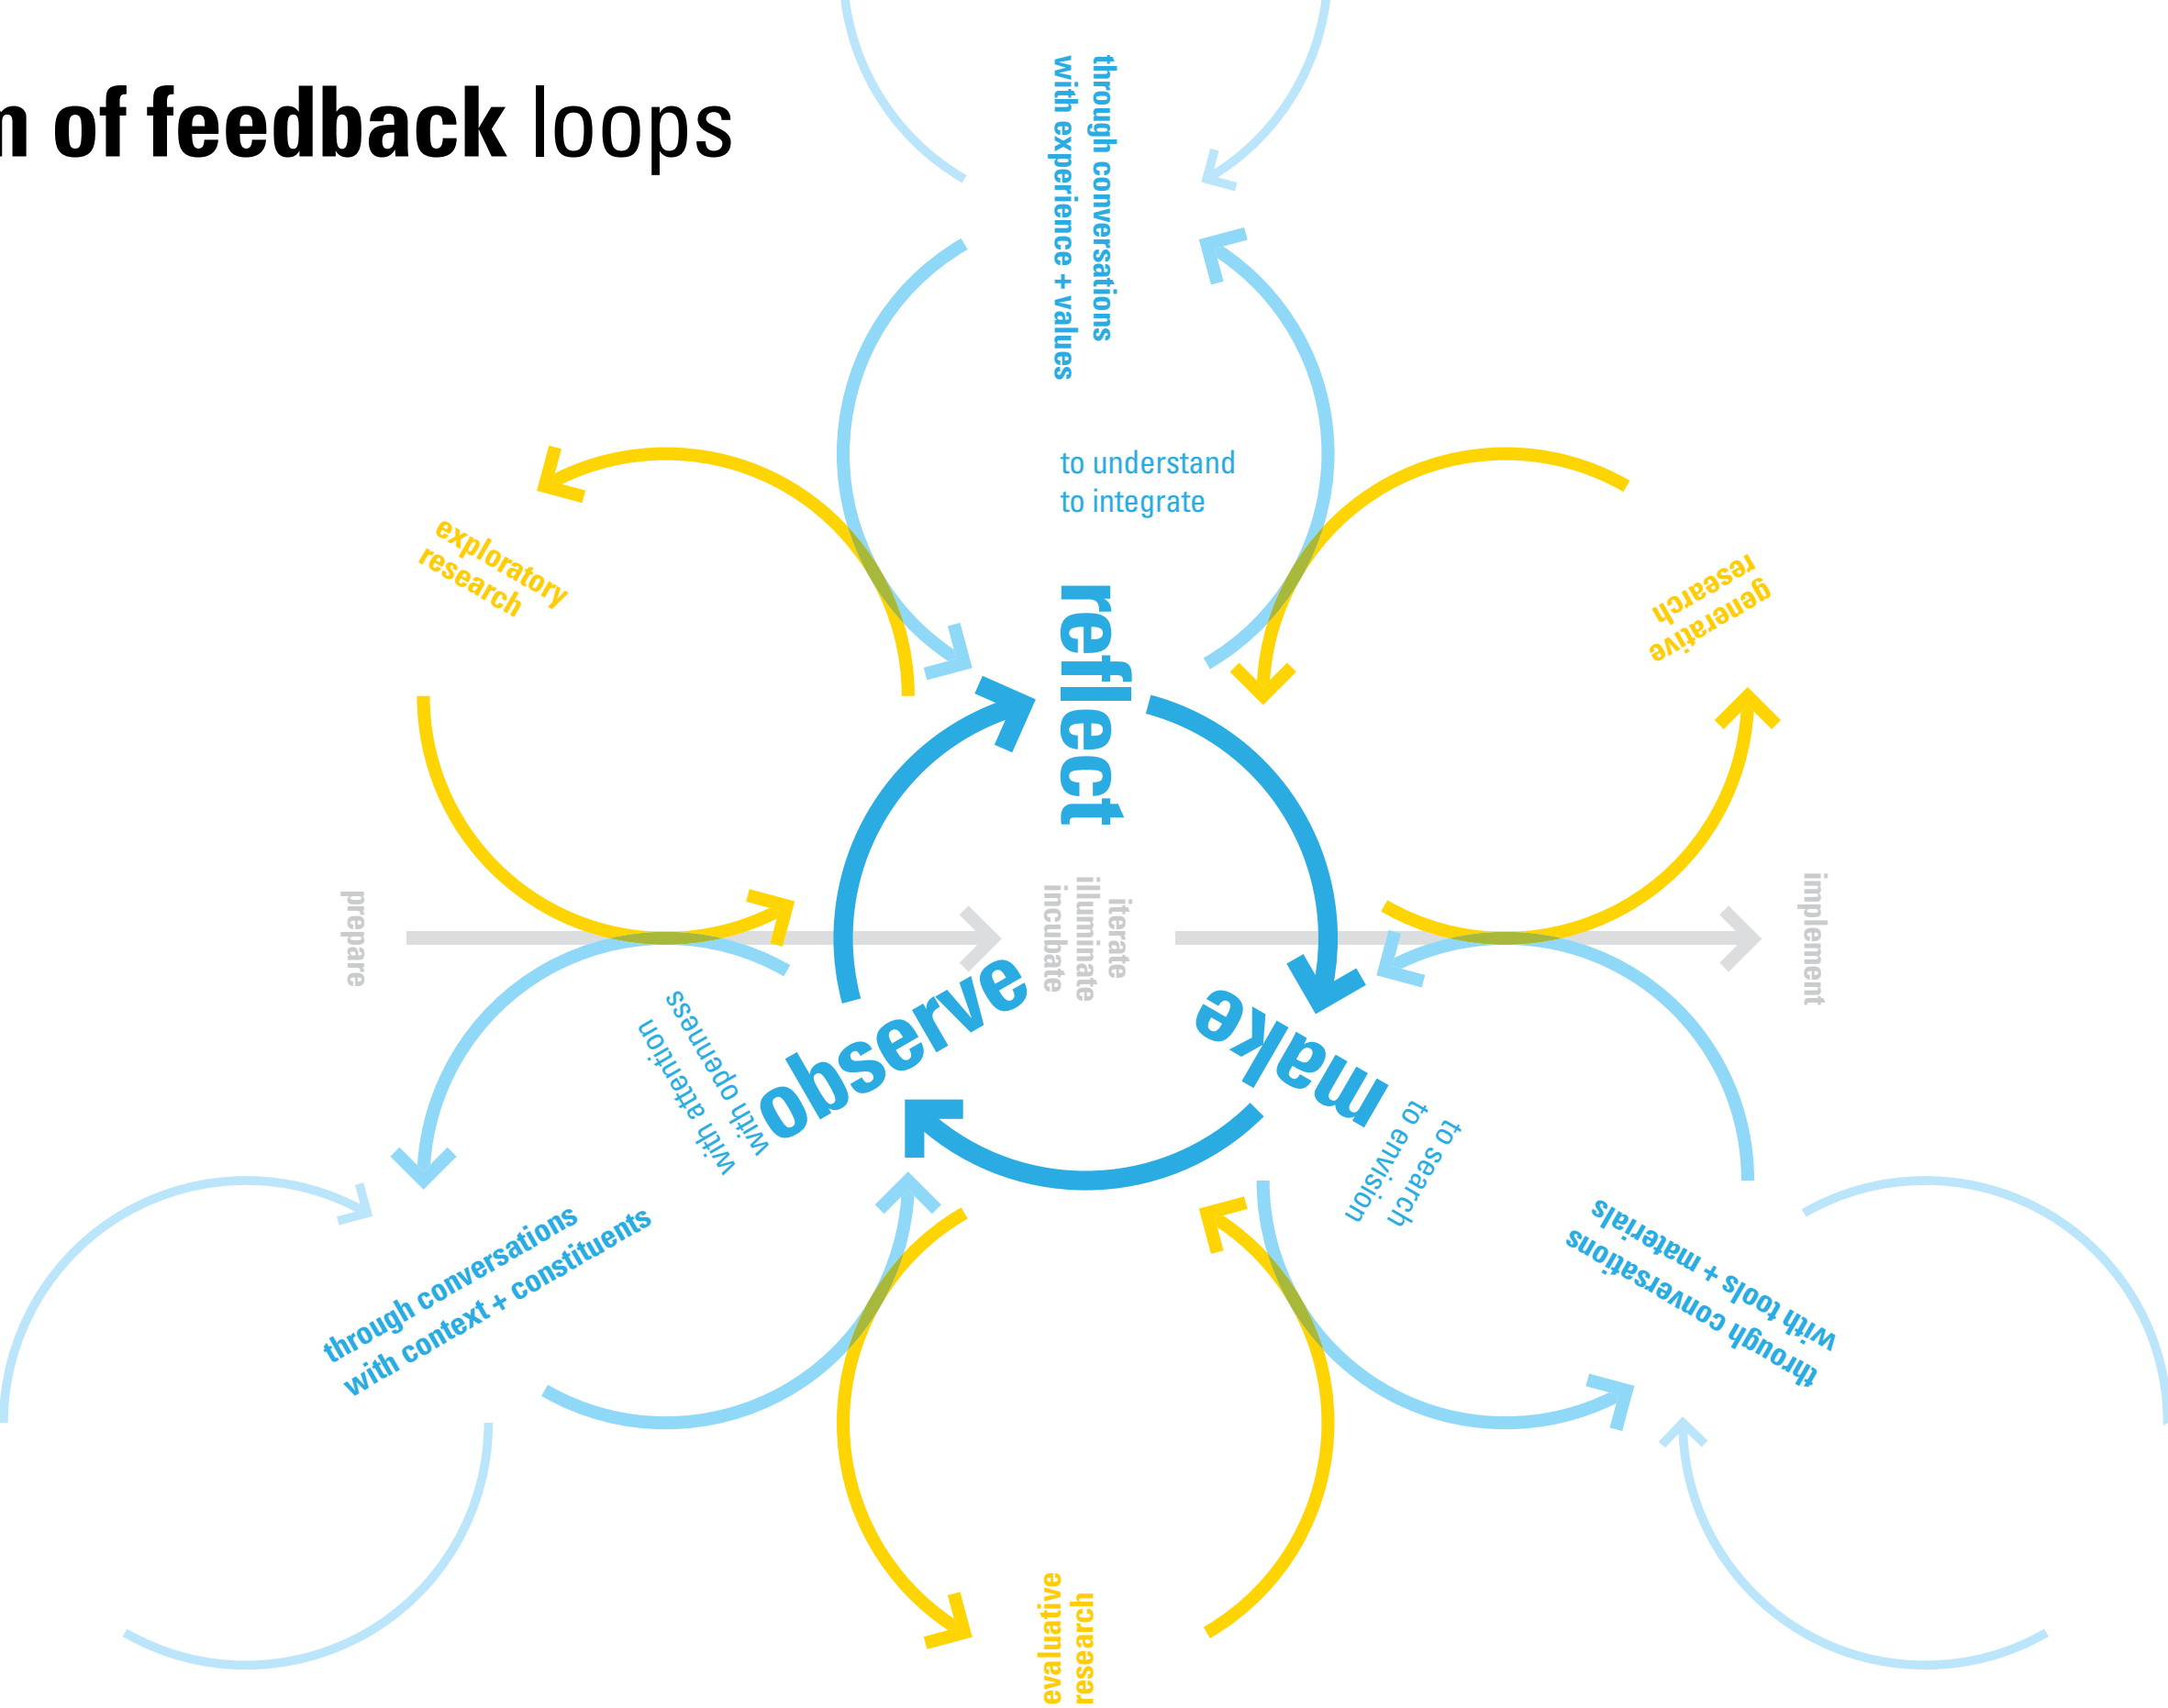 n of feedback loops
through conversations
with experience + values
to understand
to integrate
reflect
exploratory
research
generative
research
prepare
iterate
illuminate
incubate
implement
observe
with openness
with attention
make
to search
to envision
through conversations
with context + constituents
through conversations
with tools + materials
evaluative
research